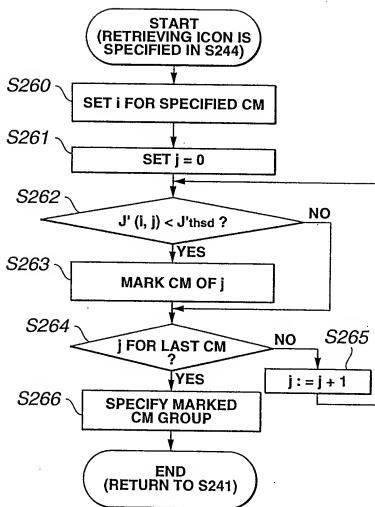 START
(RETRIEVING ICON IS
SPECIFIED IN S244)
S260
SET i FOR SPECIFIED CM
S261
SET j = 0
S262
J' (i, j) < J'thsd ?
NO
YES
S263
MARK CM OF j
S264
j FOR LAST CM
?
NO
S265
j : = j + 1
YES
S266
SPECIFY MARKED
CM GROUP
END
(RETURN TO S241)